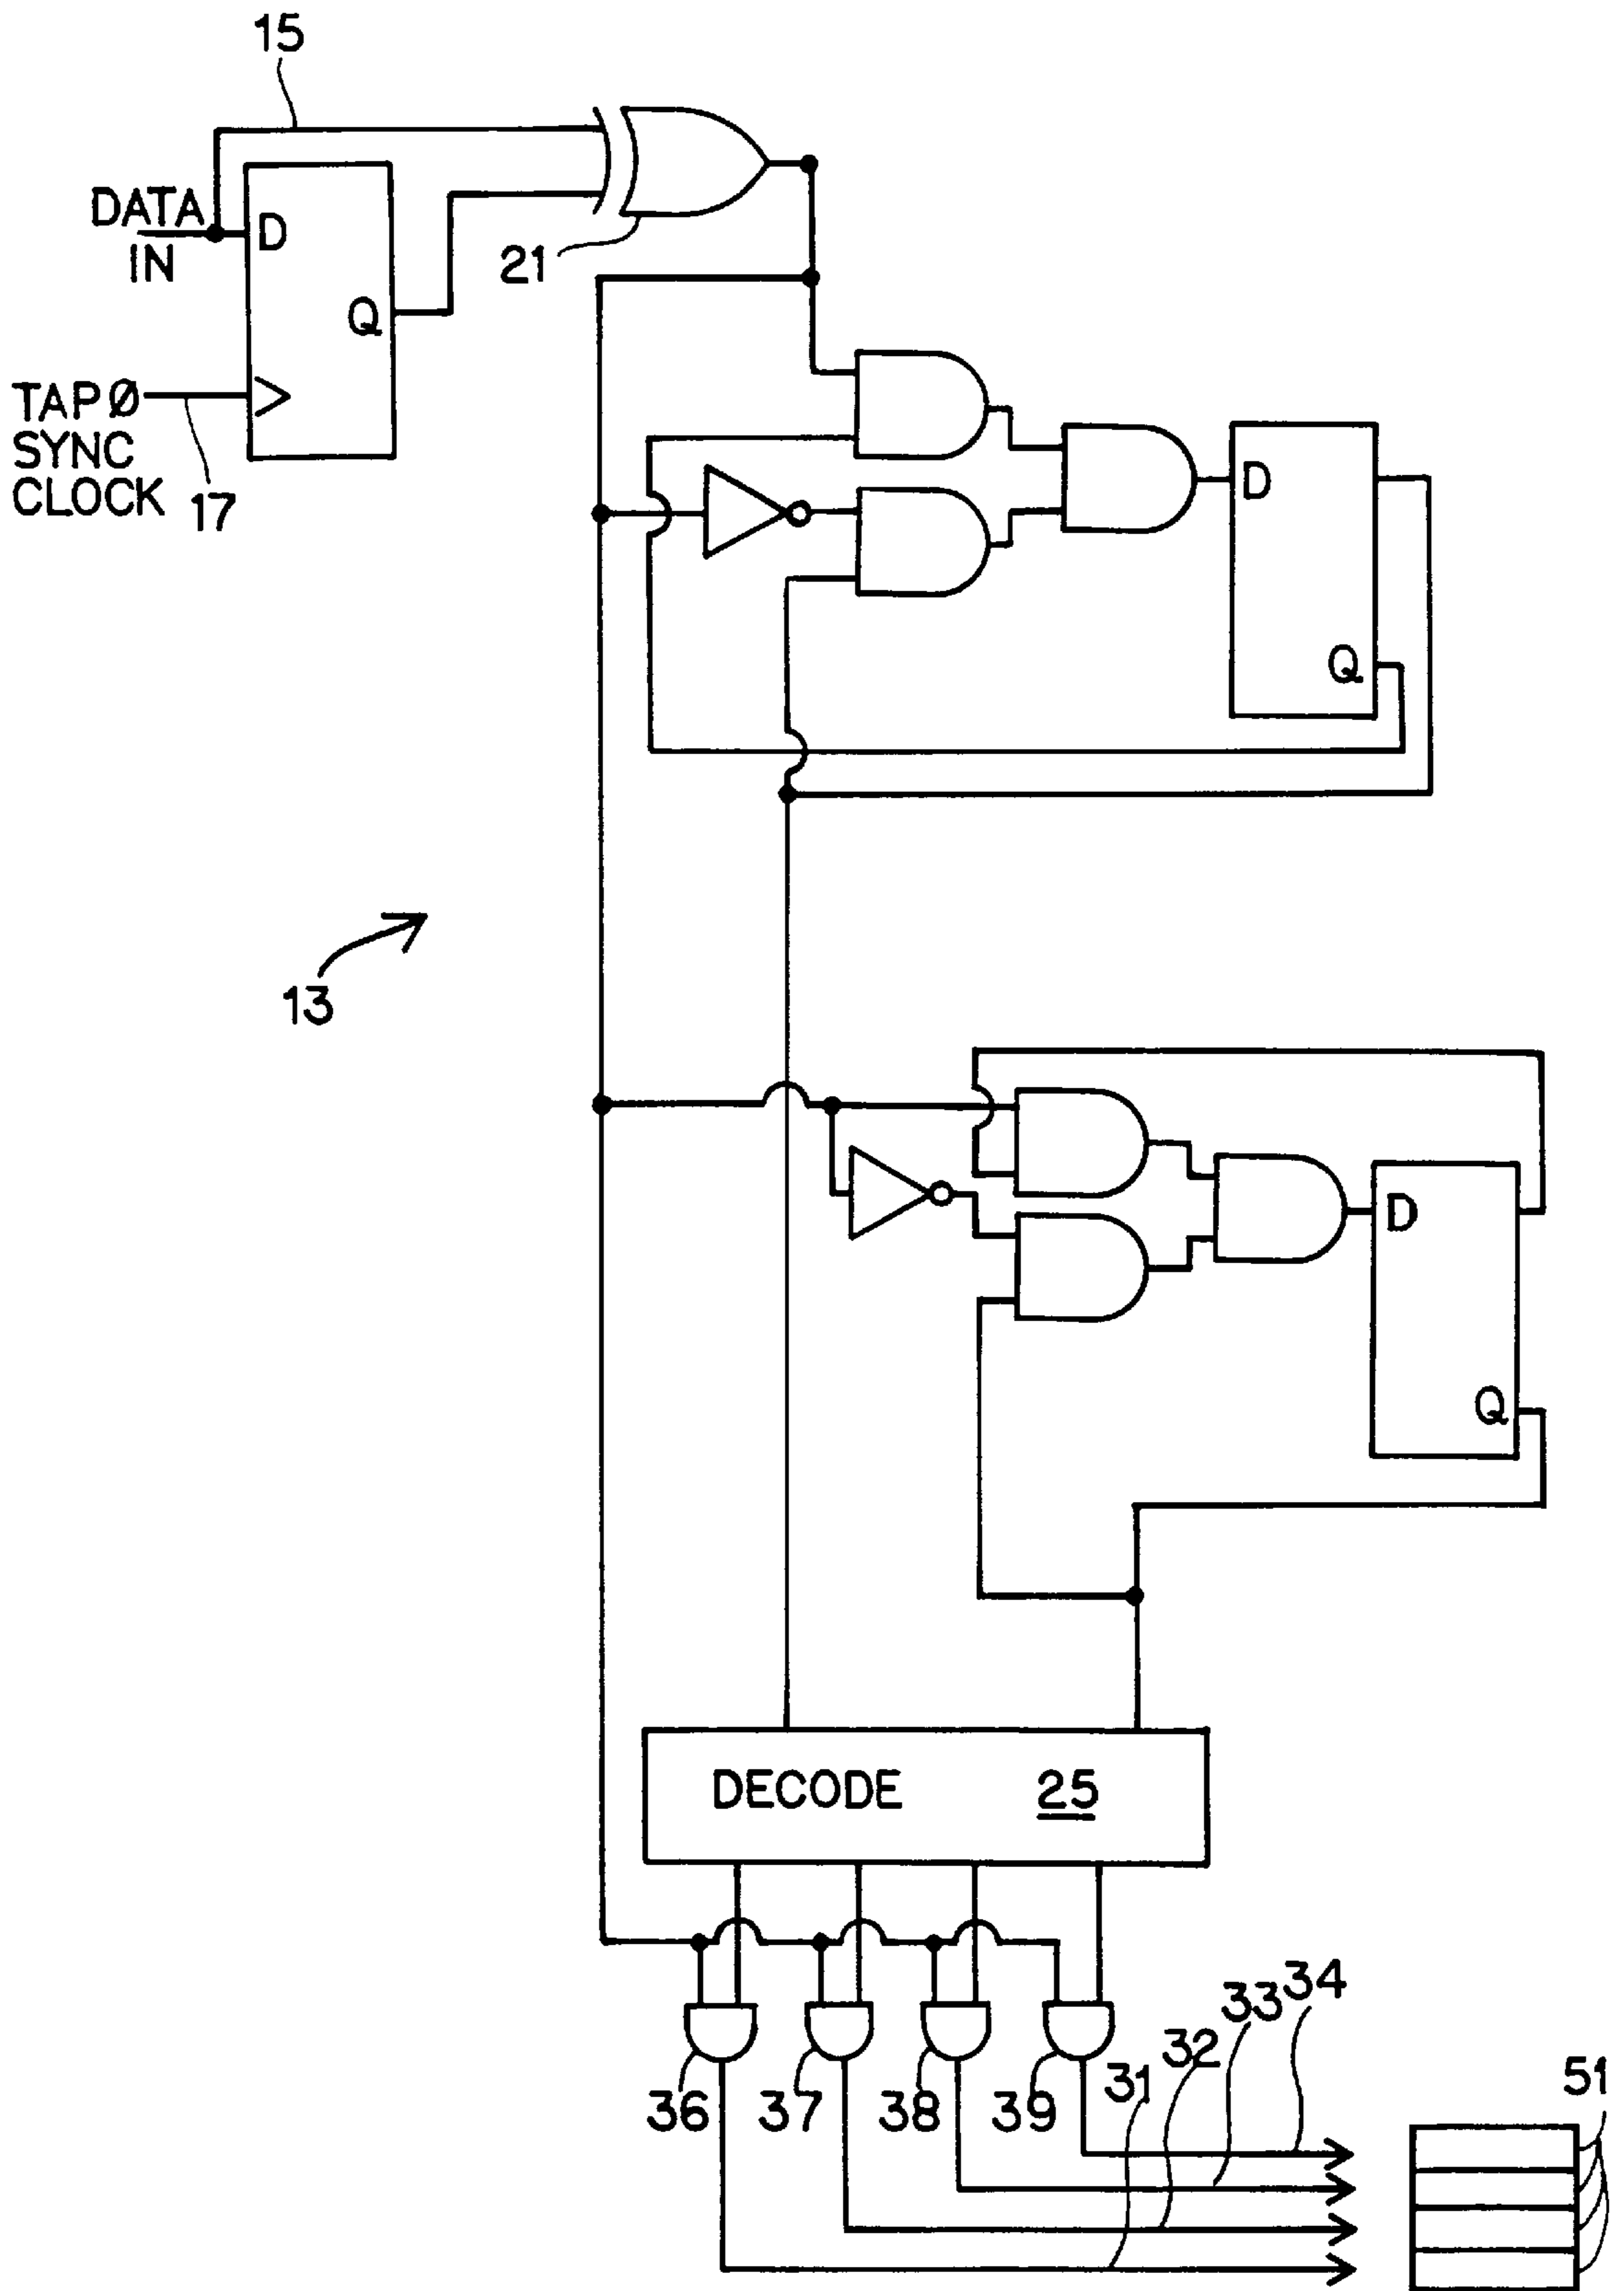 15
DATA
IN
D
Q
21
TAP Ø
SYNC
CLOCK
17
D
Q
13
D
Q
DECODE 25
36
37
38
39
31
32
33
34
51